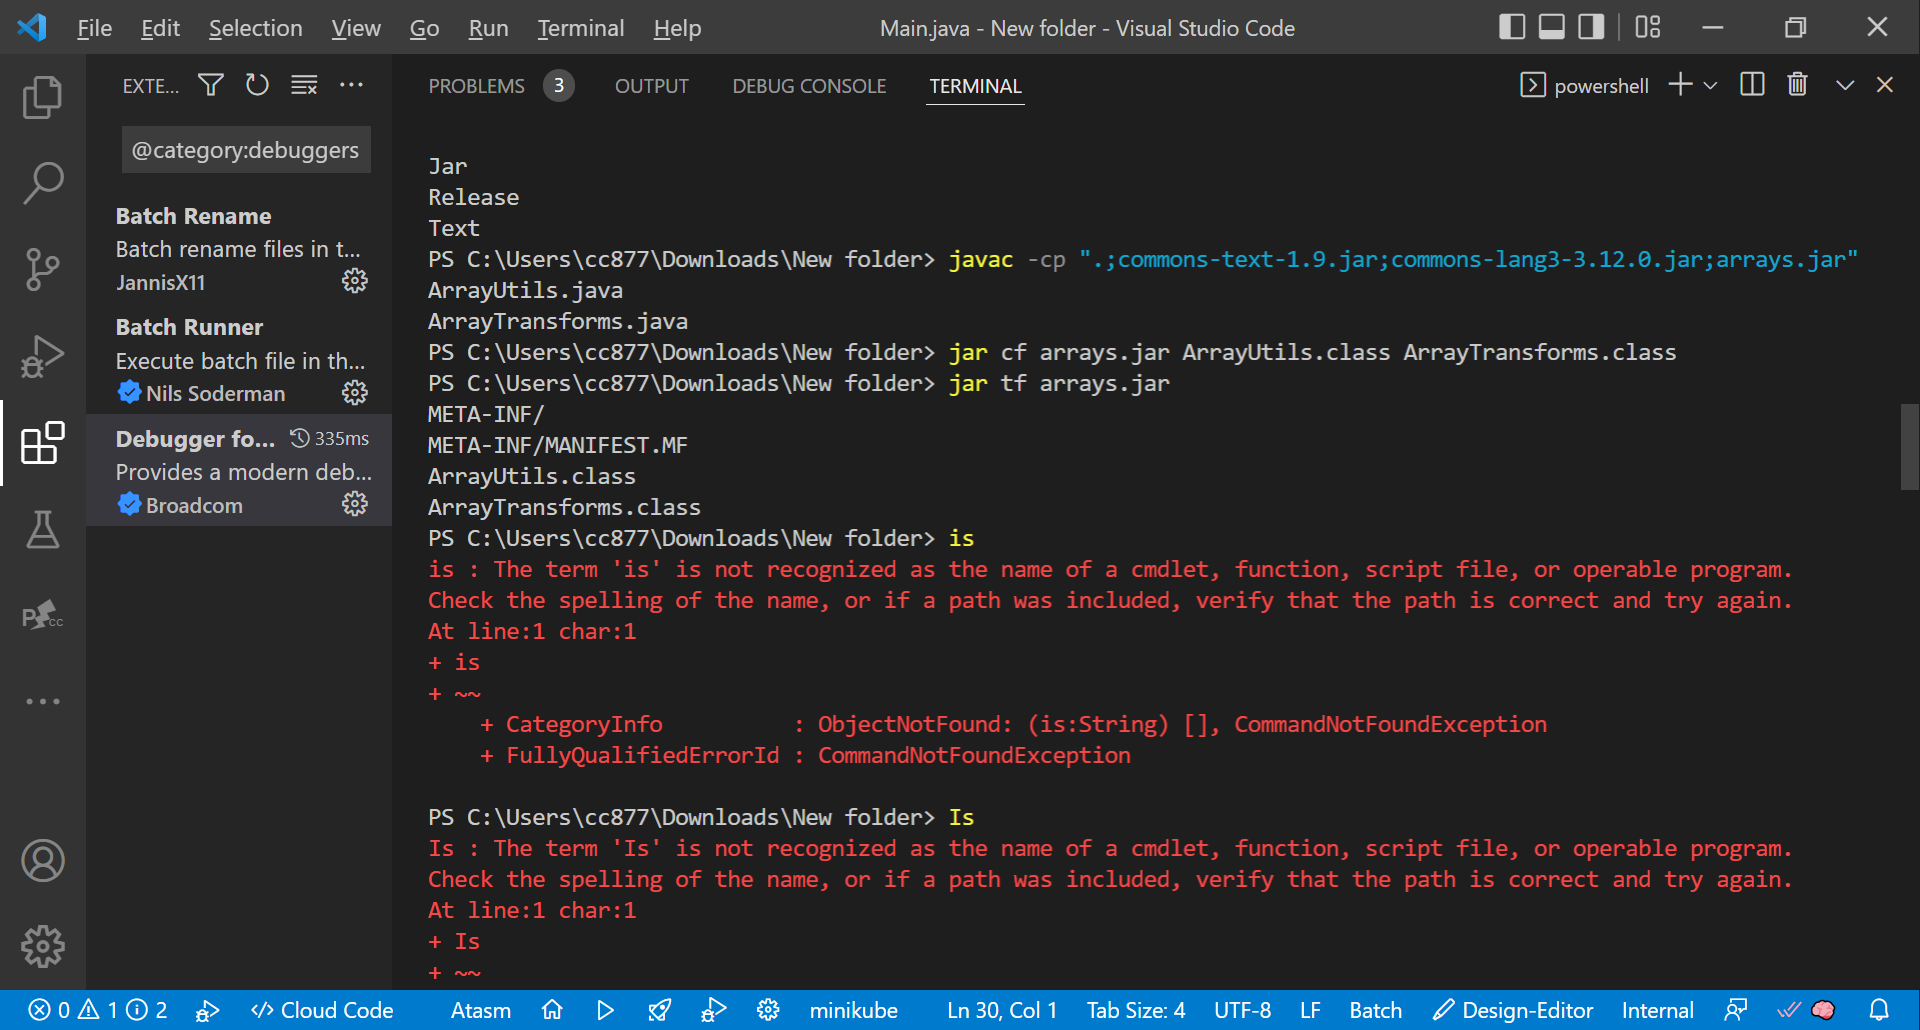 File Edit Selection View Go Run Terminal Help
Main.java - New folder - Visual Studio Code
EXTE...
@category:debuggers
Batch Rename
Batch rename files in t...
JannisX11
Batch Runner
Execute batch file in th...
Nils Soderman
Debugger fo... 335ms
Provides a modern deb...
Broadcom
PROBLEMS 3 OUTPUT DEBUG CONSOLE TERMINAL
powershell
Jar
Release
Text
PS C:\Users\cc877\Downloads\New folder> javac -cp ".;commons-text-1.9.jar;commons-lang3-3.12.0.jar;arrays.jar"
ArrayUtils.java
ArrayTransforms.java
PS C:\Users\cc877\Downloads\New folder> jar cf arrays.jar ArrayUtils.class ArrayTransforms.class
PS C:\Users\cc877\Downloads\New folder> jar tf arrays.jar
META-INF/
META-INF/MANIFEST.MF
ArrayUtils.class
ArrayTransforms.class
PS C:\Users\cc877\Downloads\New folder> is
is : The term 'is' is not recognized as the name of a cmdlet, function, script file, or operable program.
Check the spelling of the name, or if a path was included, verify that the path is correct and try again.
At line:1 char:1
+ is
+ ~~
    + CategoryInfo          : ObjectNotFound: (is:String) [], CommandNotFoundException
    + FullyQualifiedErrorId : CommandNotFoundException
PS C:\Users\cc877\Downloads\New folder> Is
Is : The term 'Is' is not recognized as the name of a cmdlet, function, script file, or operable program.
Check the spelling of the name, or if a path was included, verify that the path is correct and try again.
At line:1 char:1
+ Is
+ ~~
P CC
0 1 2 Cloud Code Atasm minikube Ln 30, Col 1 Tab Size: 4 UTF-8 LF Batch Design-Editor Internal